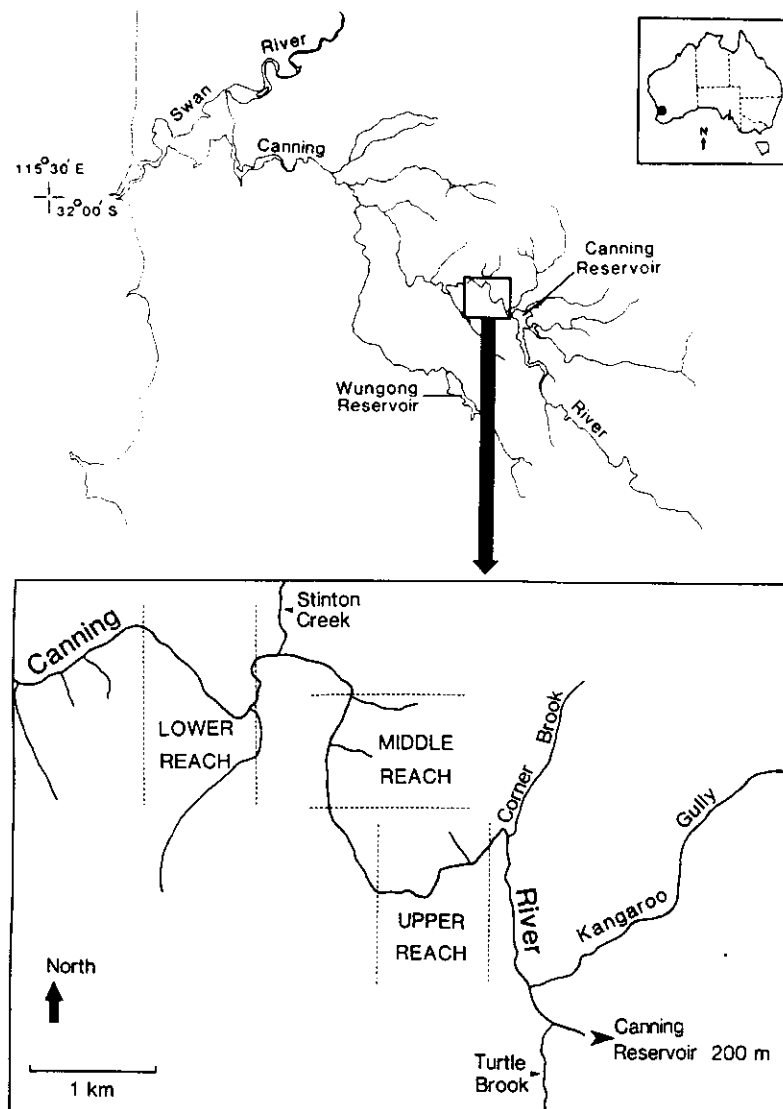 Swan River
Canning
115°30' E
32°00' S
N
Canning
Reservoir
Wungong
Reservoir
River
Stinton
Creek
Canning
LOWER
REACH
MIDDLE
REACH
Corner Brook
Gully
Kangaroo
River
UPPER
REACH
North
1 km
Canning
Reservoir 200 m
Turtle
Brook